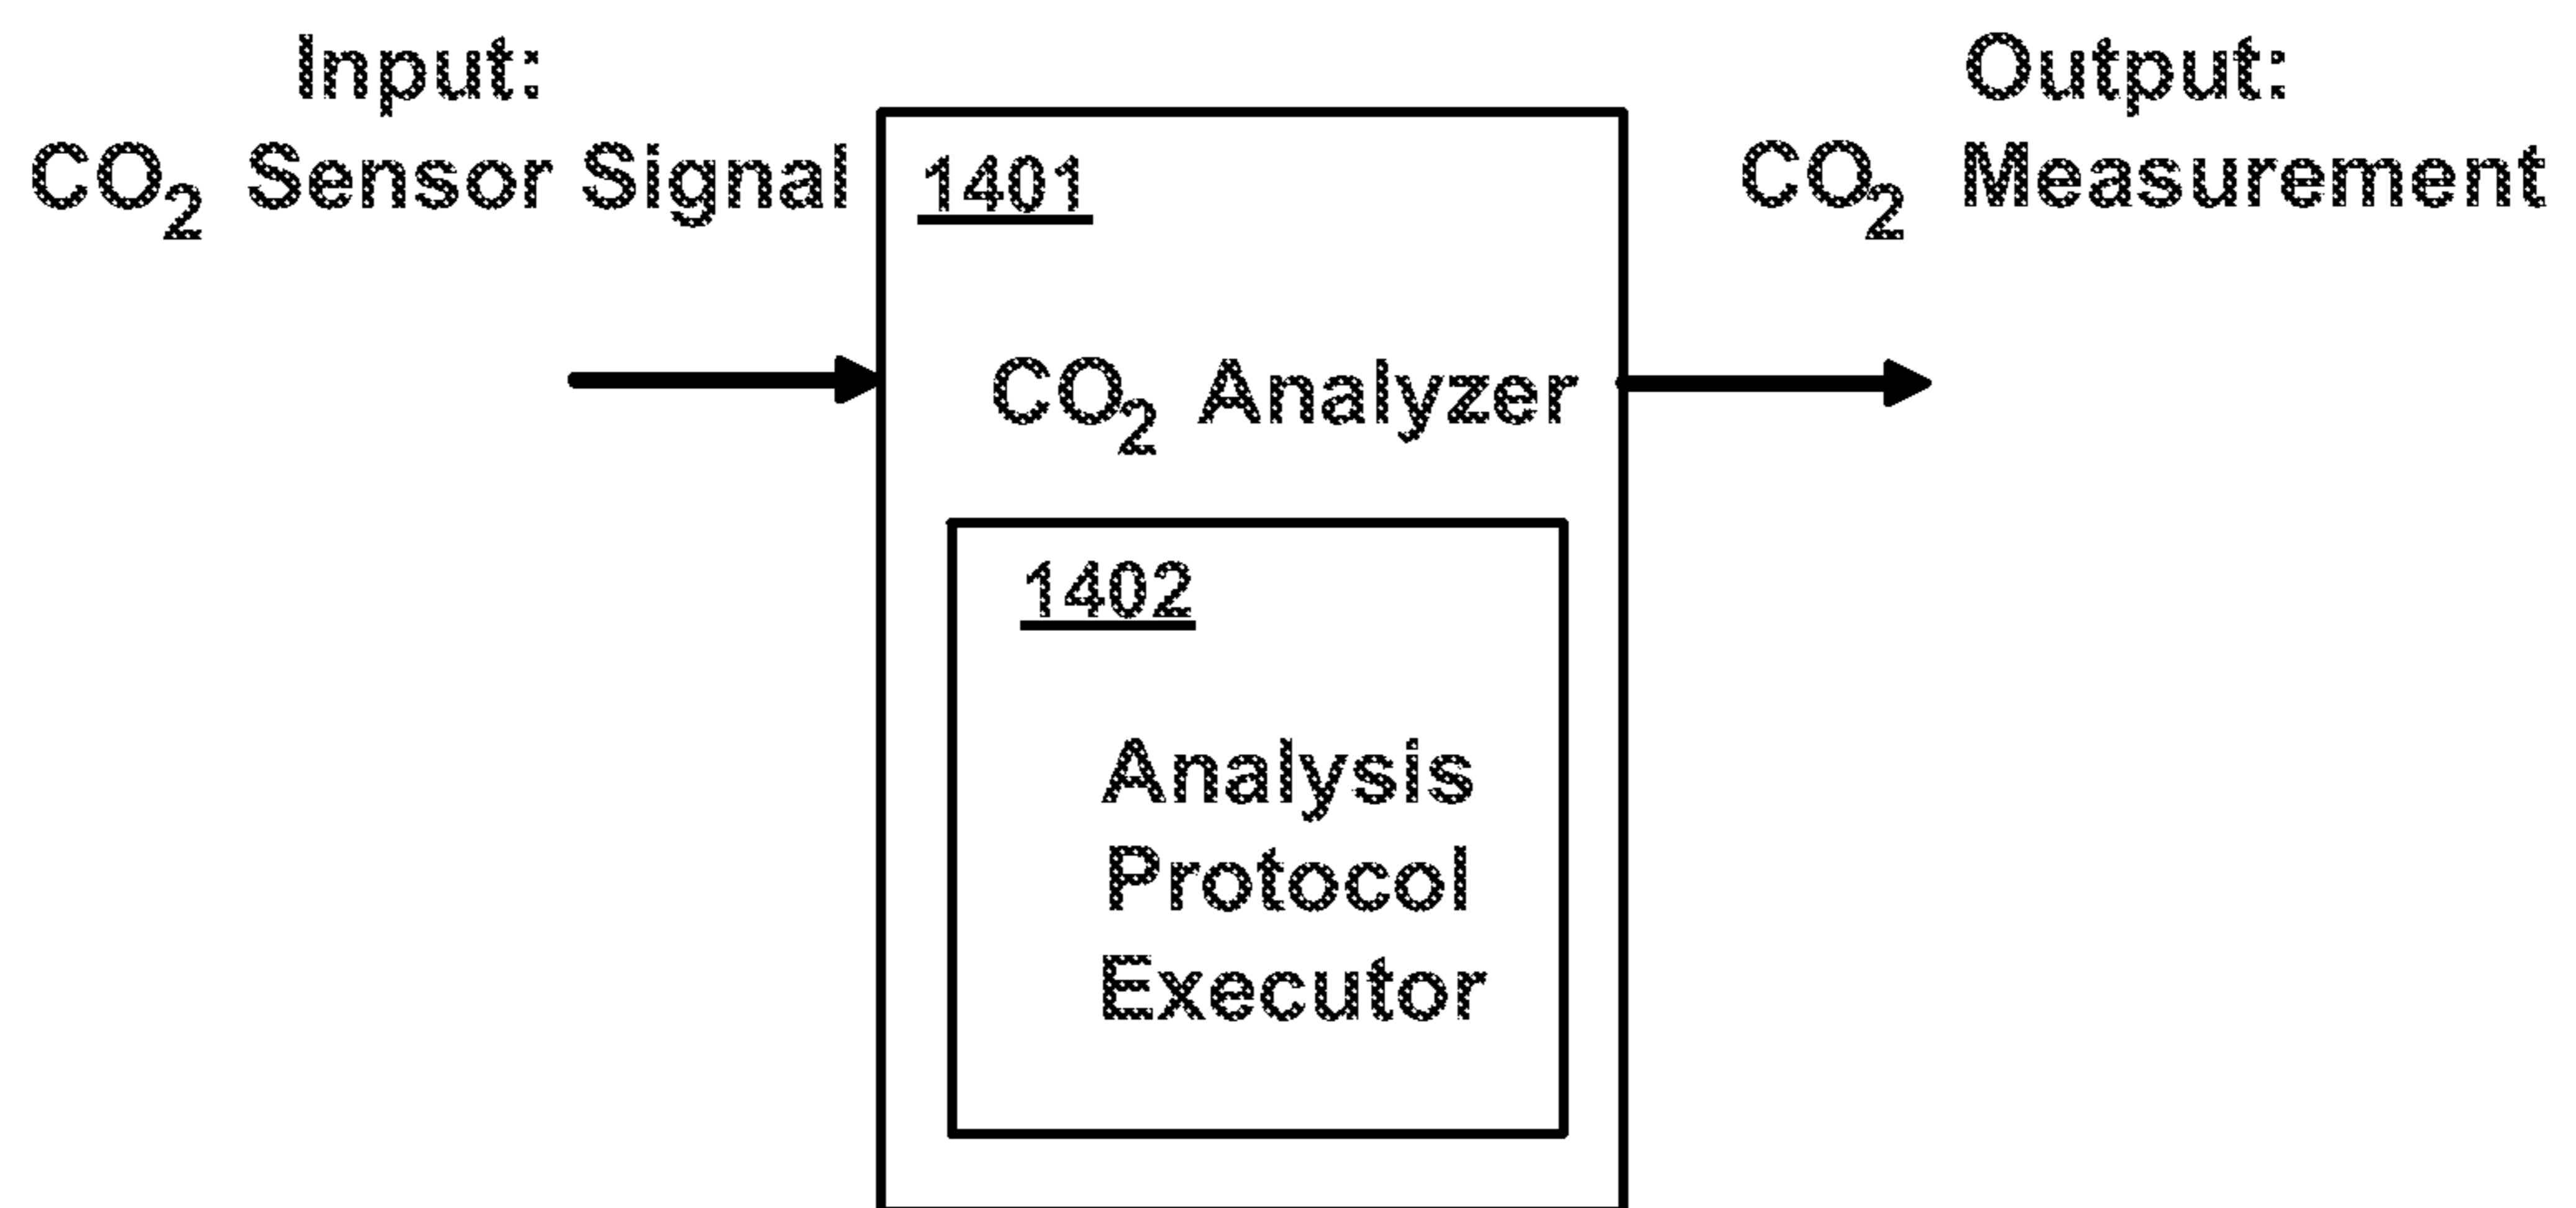 Input:
CO₂ Sensor Signal
1401
CO₂ Analyzer
1402
Analysis
Protocol
Executor
Output:
CO₂ Measurement